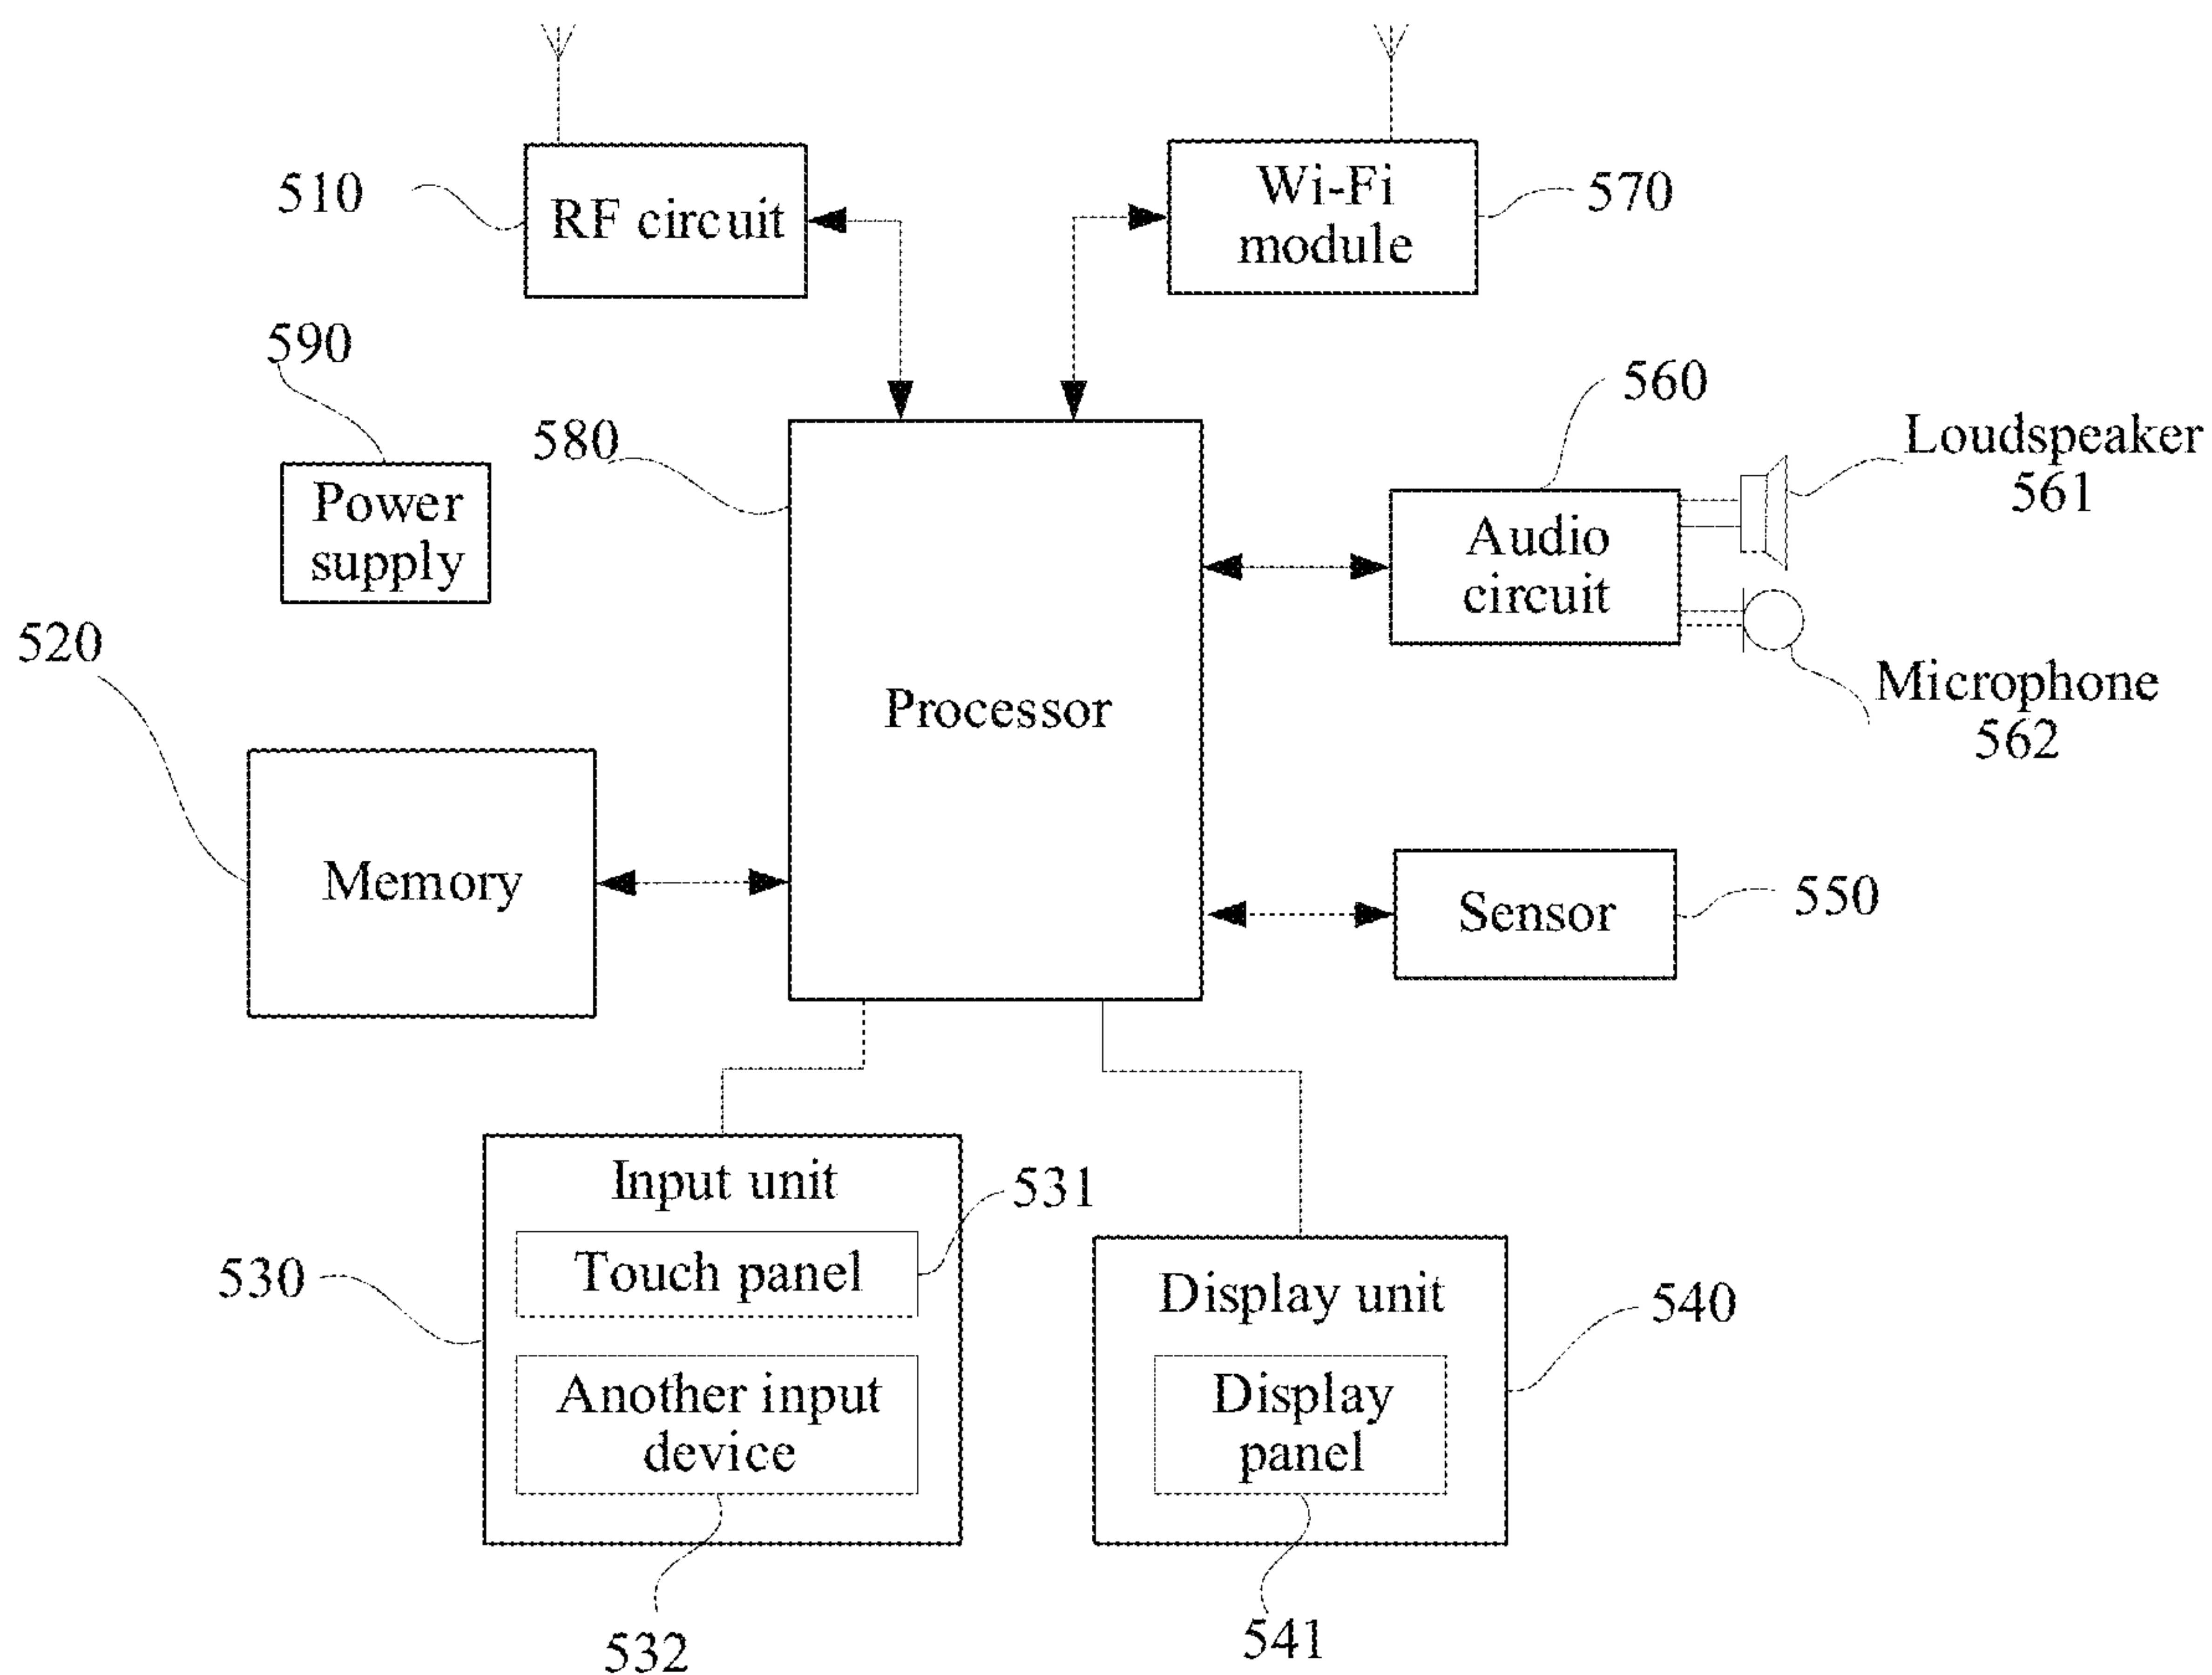 510
RF circuit
Wi-Fi
module
570
590
Power
supply
580
Processor
560
Audio
circuit
Loudspeaker
561
Microphone
562
520
Memory
Sensor
550
Input unit
531
Touch panel
530
Another input
device
532
Display unit
540
Display
panel
541